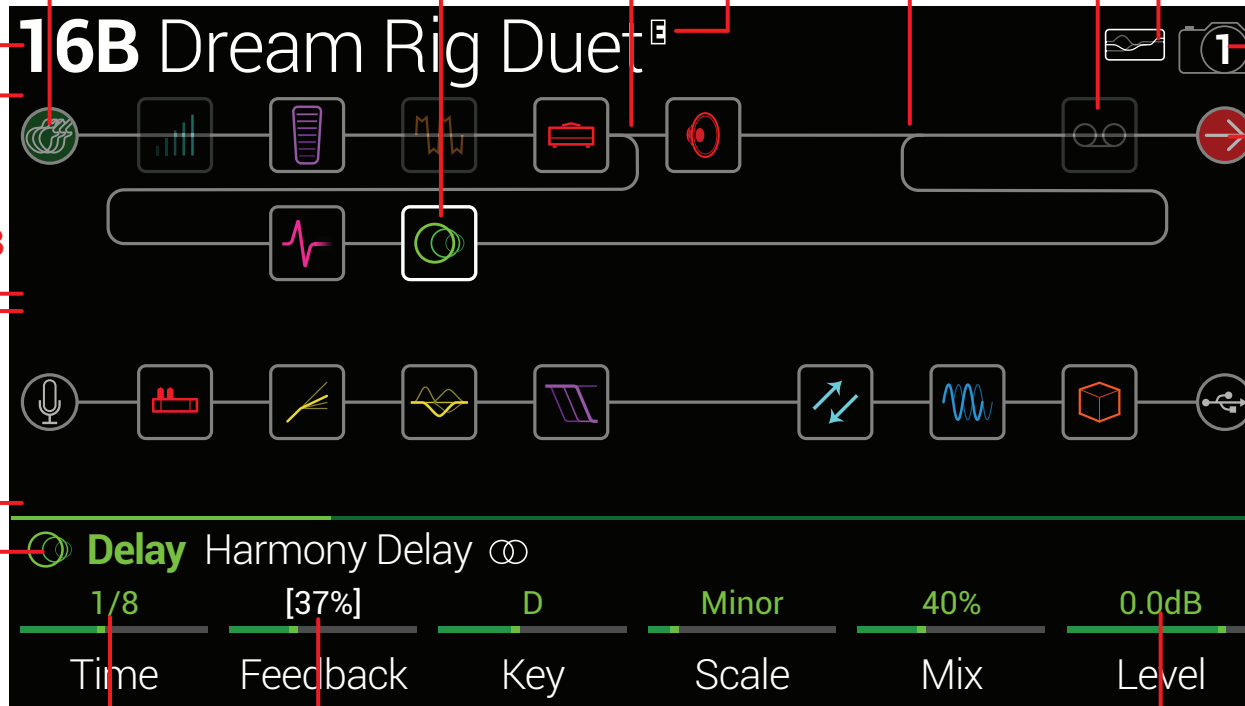 16B Dream Rig Duet E
1
Delay Harmony Delay
1/8 [37%] D Minor 40% 0.0dB
Time Feedback Key Scale Mix Level